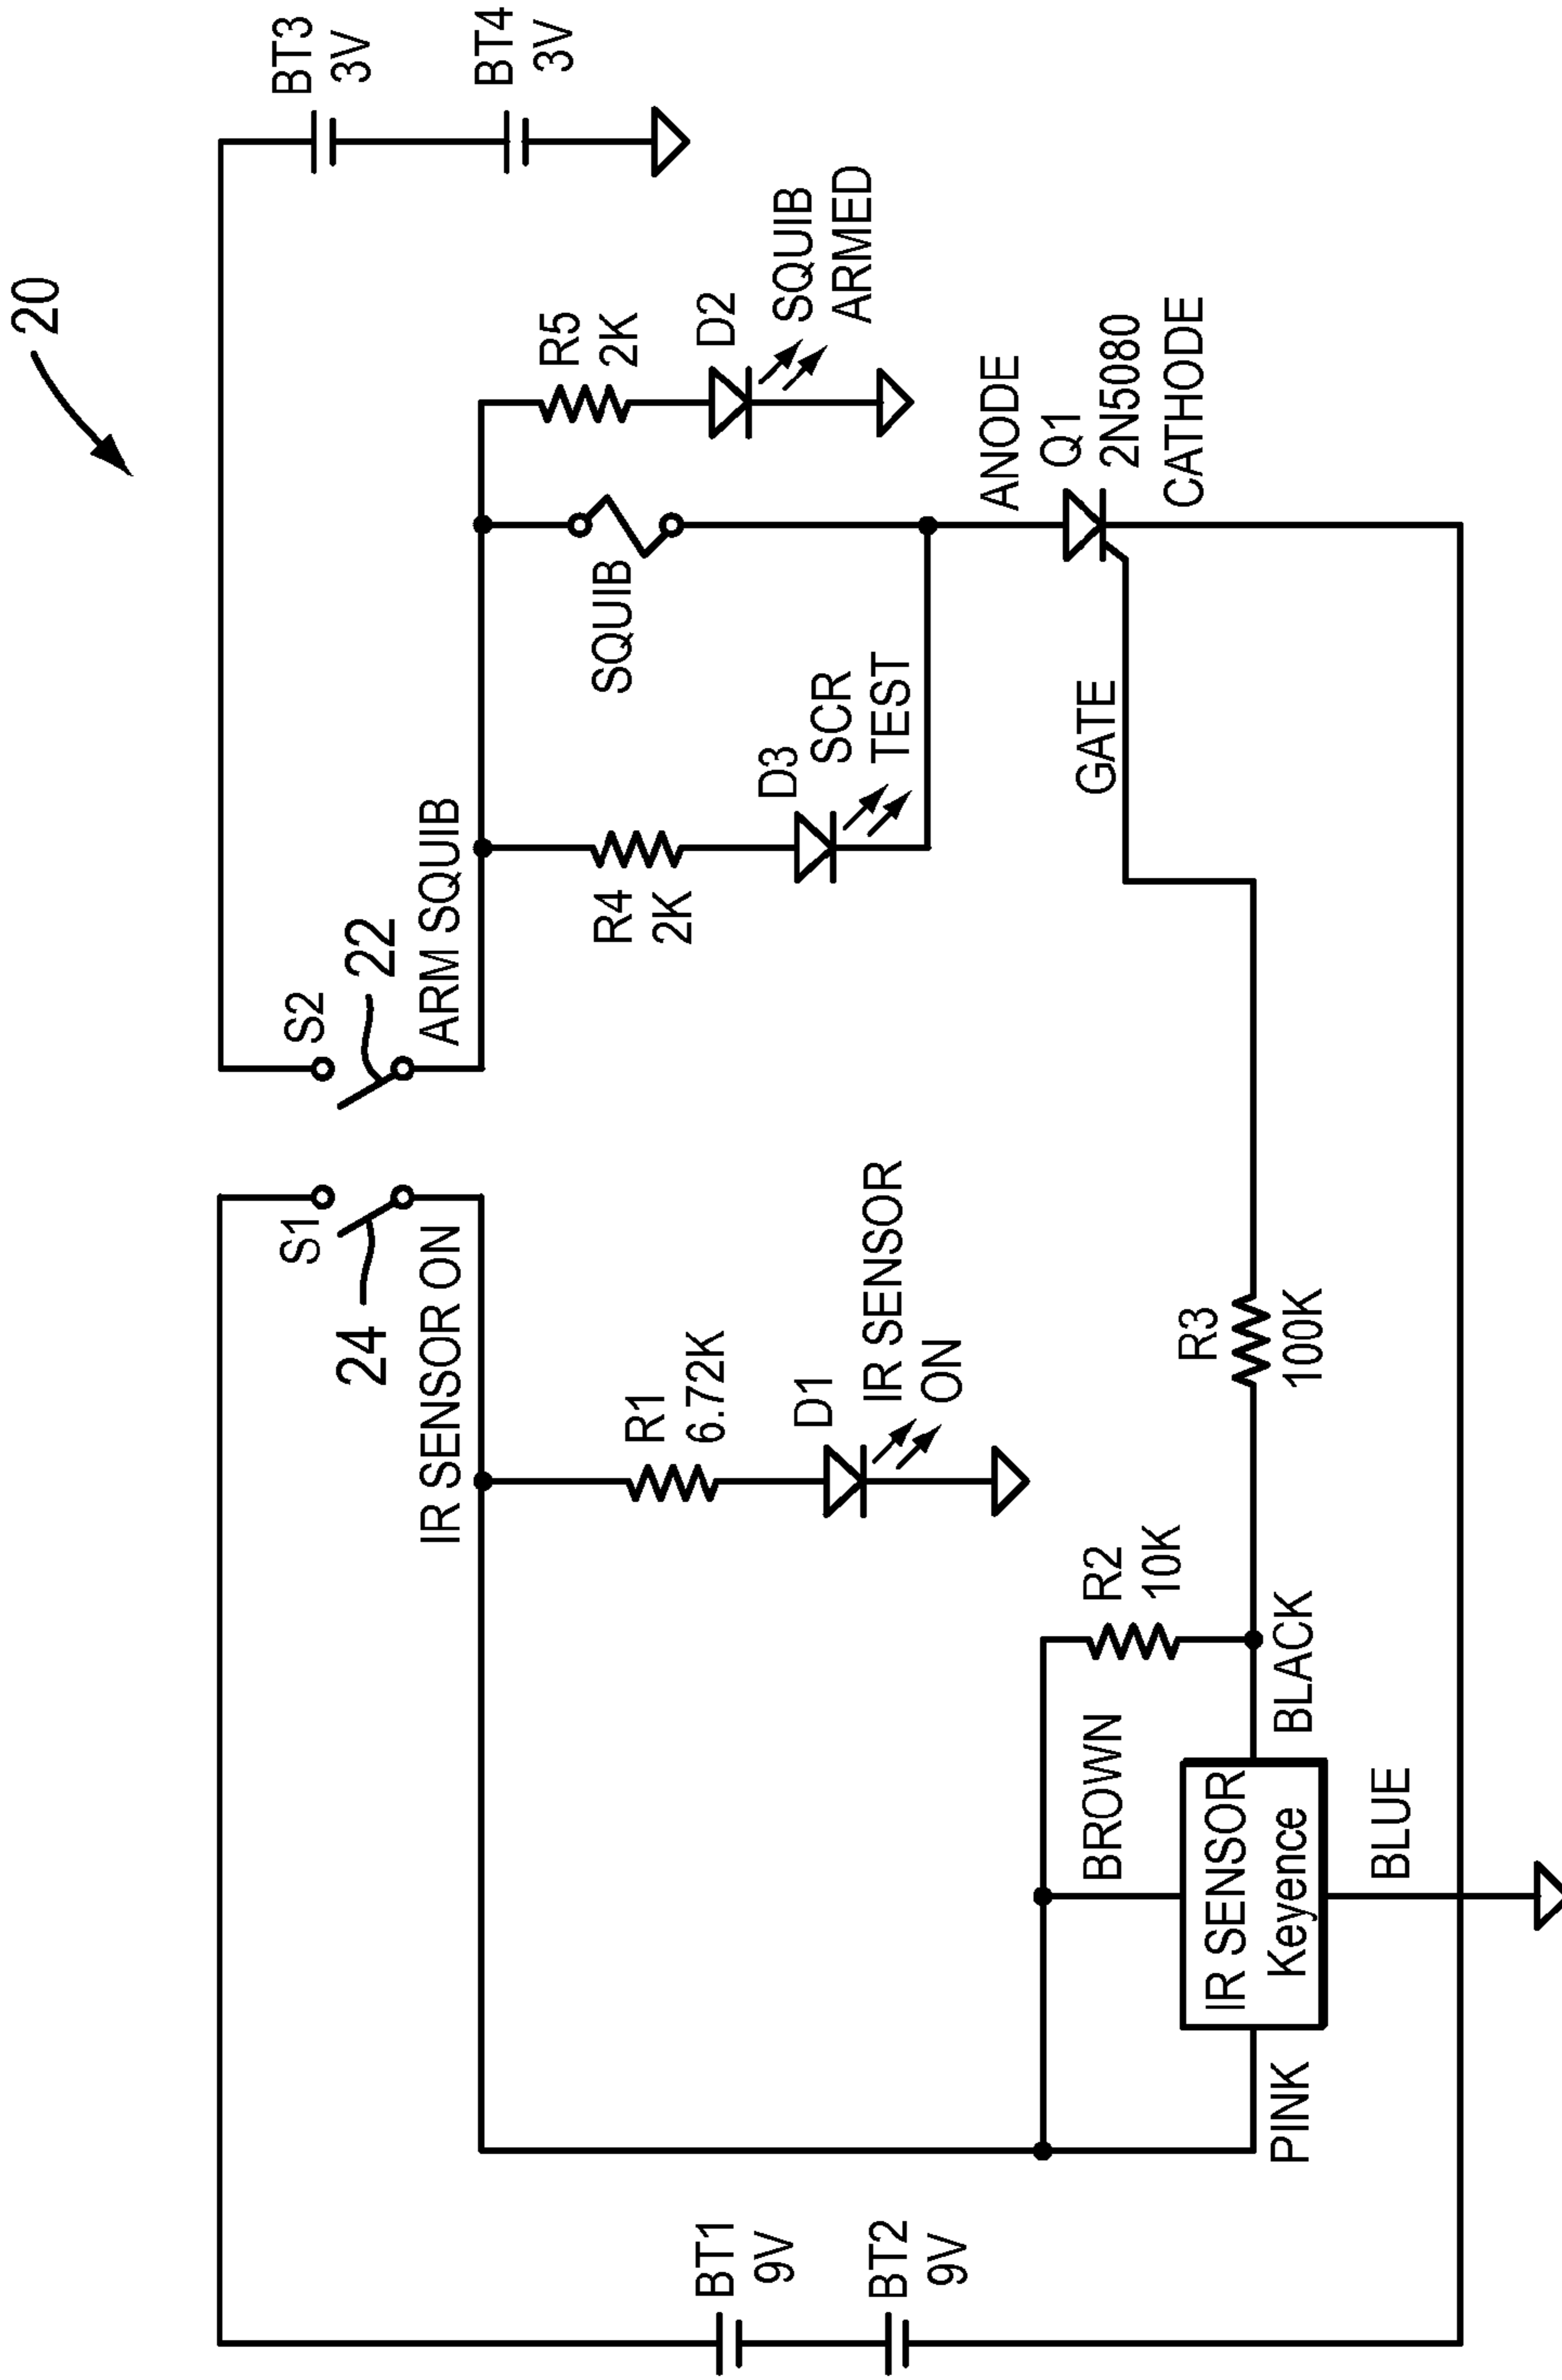 20
BT3
3V
BT4
3V
S2
22
ARM SQUIB
S1
24
IR SENSOR ON
R5
2K
D2
SQUIB
ARMED
SQUIB
R4
2K
D3
SCR
TEST
ANODE
Q1
2N5080
CATHODE
GATE
R1
6.72K
D1
IR SENSOR
ON
R3
100K
R2
10K
BROWN
BLACK
IR SENSOR
Keyence
BLUE
PINK
BT1
9V
BT2
9V